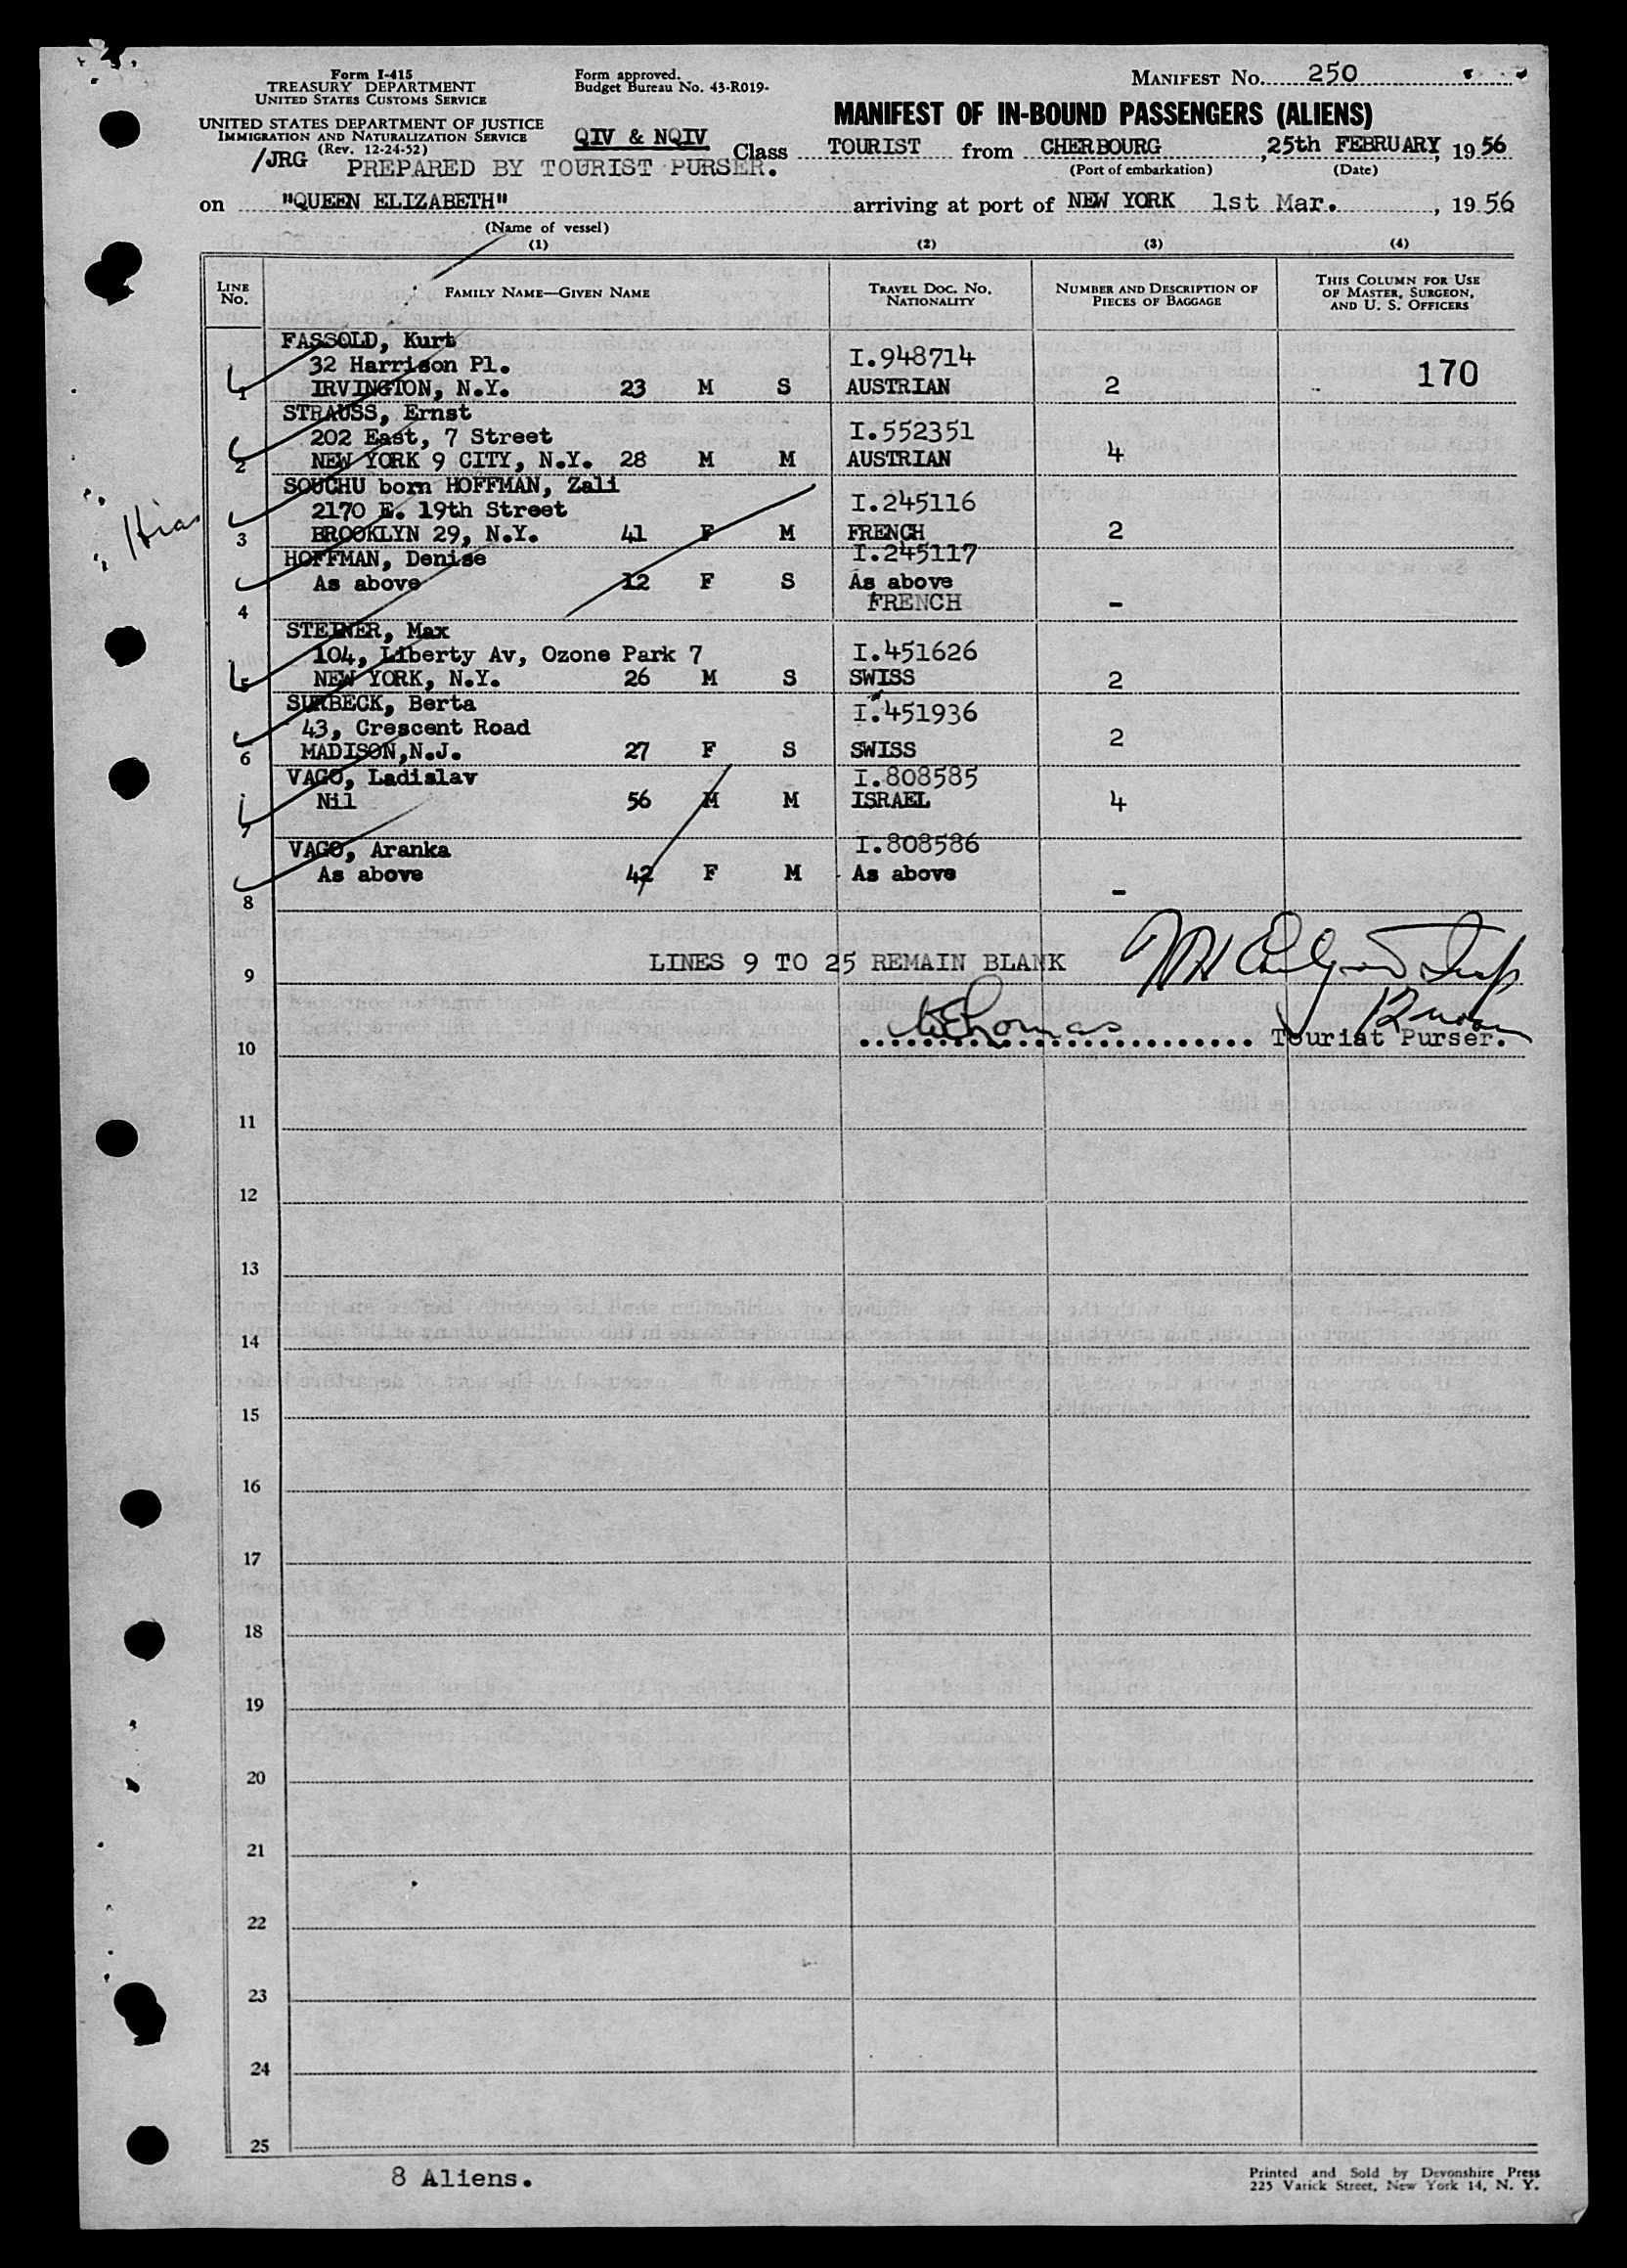 Form I-415
TREASURY DEPARTMENT
UNITED STATES CUSTOMS SERVICE
UNITED STATES DEPARTMENT OF JUSTICE
IMMIGRATION AND NATURALIZATION SERVICE
(Rev. 12-24-52)
/JRG PREPARED BY TOURIST PURSER.
Form approved.
Budget Bureau No. 43-R019-
MANIFEST NO. 250
MANIFEST OF IN-BOUND PASSENGERS (ALIENS)
QIV & NQIV Class TOURIST from CHERBOURG, 25th FEBRUARY, 1956
(Port of embarkation) (Date)
on "QUEEN ELIZABETH" arriving at port of NEW YORK 1st Mar., 1956
(Name of vessel)
(1) (2) (3) (4)
LINE NO. FAMILY NAME—GIVEN NAME TRAVEL DOC. NO. NATIONALITY NUMBER AND DESCRIPTION OF PIECES OF BAGGAGE THIS COLUMN FOR USE OF MASTER, SURGEON, AND U. S. OFFICERS
FASSOLD, Kurt
32 Harrison Pl. I.948714
1 IRVINGTON, N.Y. 23 M S AUSTRIAN 2 170
STRAUSS, Ernst
202 East, 7 Street I.552351
2 NEW YORK 9 CITY, N.Y. 28 M M AUSTRIAN 4
SOUCHU born HOFFMAN, Zali
Hias 2170 E. 19th Street I.245116
3 BROOKLYN 29, N.Y. 41 F M FRENCH 2
HOFFMAN, Denise I.245117
As above 12 F S As above
4 FRENCH -
STEINER, Max
104, Liberty Av, Ozone Park 7 I.451626
5 NEW YORK, N.Y. 26 M S SWISS 2
SURBECK, Berta I.451936
43, Crescent Road
6 MADISON,N.J. 27 F S SWISS 2
VAGO, Ladislav I.808585
Nil 56 M M ISRAEL 4
7
VAGO, Aranka I.808586
As above 42 F M As above
8 -
9 LINES 9 TO 25 REMAIN BLANK
Thomas
10 Tourist Purser.
11
12
13
14
15
16
17
18
19
20
21
22
23
24
25
8 Aliens.
Printed and Sold by Devonshire Press
225 Varick Street, New York 14, N. Y.